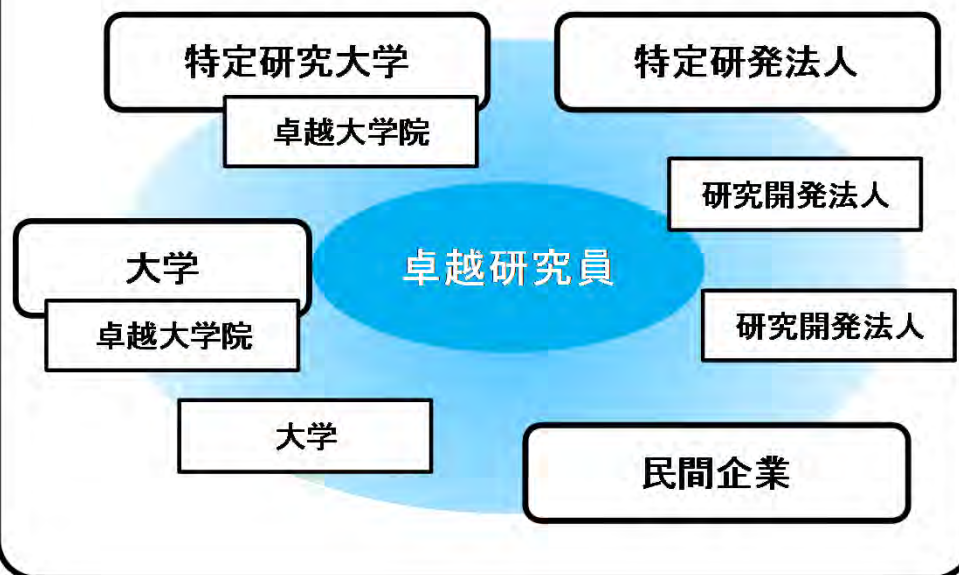 特定研究大学
特定研発法人
卓越大学院
研究開発法人
大学
卓越研究員
卓越大学院
研究開発法人
大学
民間企業